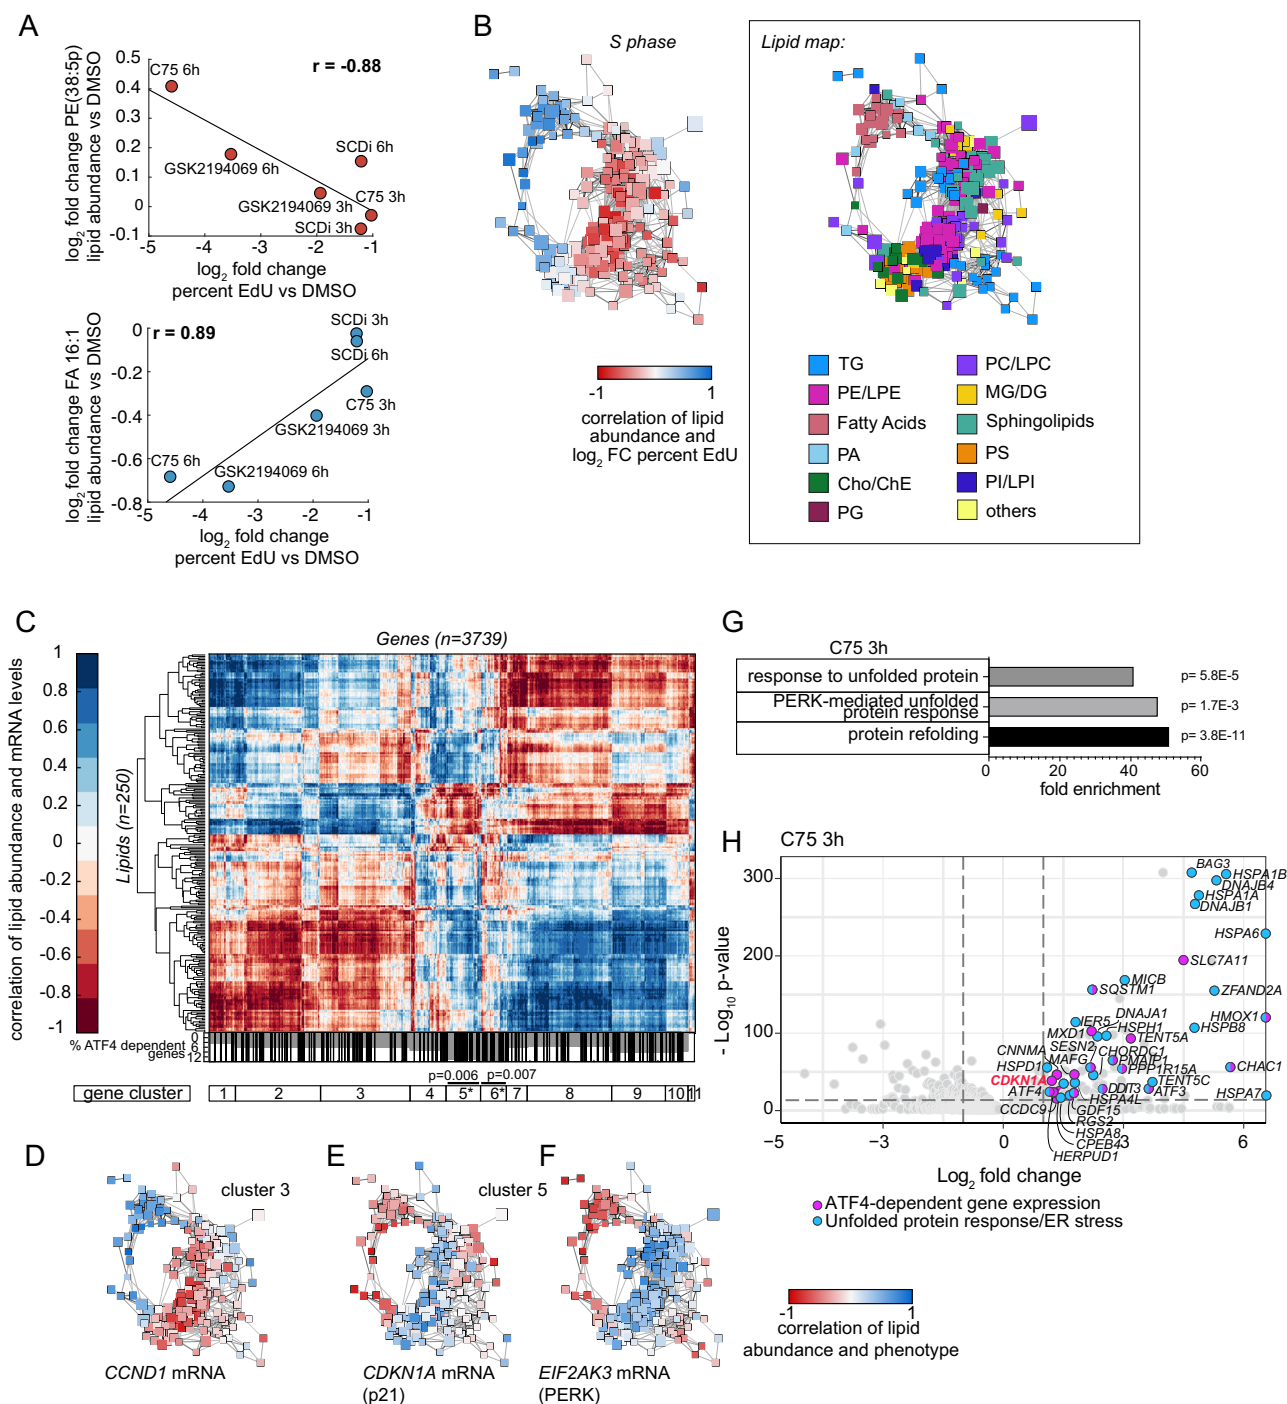 A
log2 fold change PE(38:5p)
lipid abundance vs DMSO
0.5
0.4
0.3
0.2
0.1
0
-0.1
r = -0.88
C75 6h
GSK2194069 6h
SCDi 6h
GSK2194069 3h
C75 3h
SCDi 3h
-5
-4
-3
-2
-1
log2 fold change
percent EdU vs DMSO
log2 fold change FA 16:1
lipid abundance vs DMSO
0
-0.2
-0.4
-0.6
-0.8
r = 0.89
SCDi 3h
SCDi 6h
C75 3h
GSK2194069 3h
C75 6h
GSK2194069 6h
-5
-4
-3
-2
-1
log2 fold change
percent EdU vs DMSO
B
S phase
-1
1
correlation of lipid
abundance and
log2 FC percent EdU
Lipid map:
TG
PE/LPE
Fatty Acids
PA
Cho/ChE
PG
PC/LPC
MG/DG
Sphingolipids
PS
PI/LPI
others
C
Genes (n=3739)
correlation of lipid abundance and mRNA levels
1
0.8
0.6
0.4
0.2
0
-0.2
-0.4
-0.6
-0.8
-1
Lipids (n=250)
% ATF4 dependent
genes
0
6
12
p=0.006
p=0.007
gene cluster
1
2
3
4
5*
6*
7
8
9
10
11
D
cluster 3
CCND1 mRNA
E
cluster 5
CDKN1A mRNA
(p21)
F
EIF2AK3 mRNA
(PERK)
G
C75 3h
response to unfolded protein
PERK-mediated unfolded
protein response
protein refolding
p= 5.8E-5
p= 1.7E-3
p= 3.8E-11
0
20
40
60
fold enrichment
H
C75 3h
- Log10 p-value
300
200
100
0
BAG3
HSPA1B
DNAJB4
HSPA1A
DNAJB1
HSPA6
SLC7A11
MICB
SQSTM1
ZFAND2A
HMOX1
HSPB8
IER5
DNAJA1
MXD1
HSPH1
TENT5A
SESN2
CHORDC1
CNNMA
MAFG
PMAIP1
HSPD1
PPP1R15A
CHAC1
CDKN1A
TENT5C
ATF4
DDIT3
ATF3
HSPA7
HSPA4L
CCDC9
GDF15
RGS2
HSPA8
CPEB4
HERPUD1
-5
-3
0
3
6
Log2 fold change
ATF4-dependent gene expression
Unfolded protein response/ER stress
-1
1
correlation of lipid
abundance and phenotype